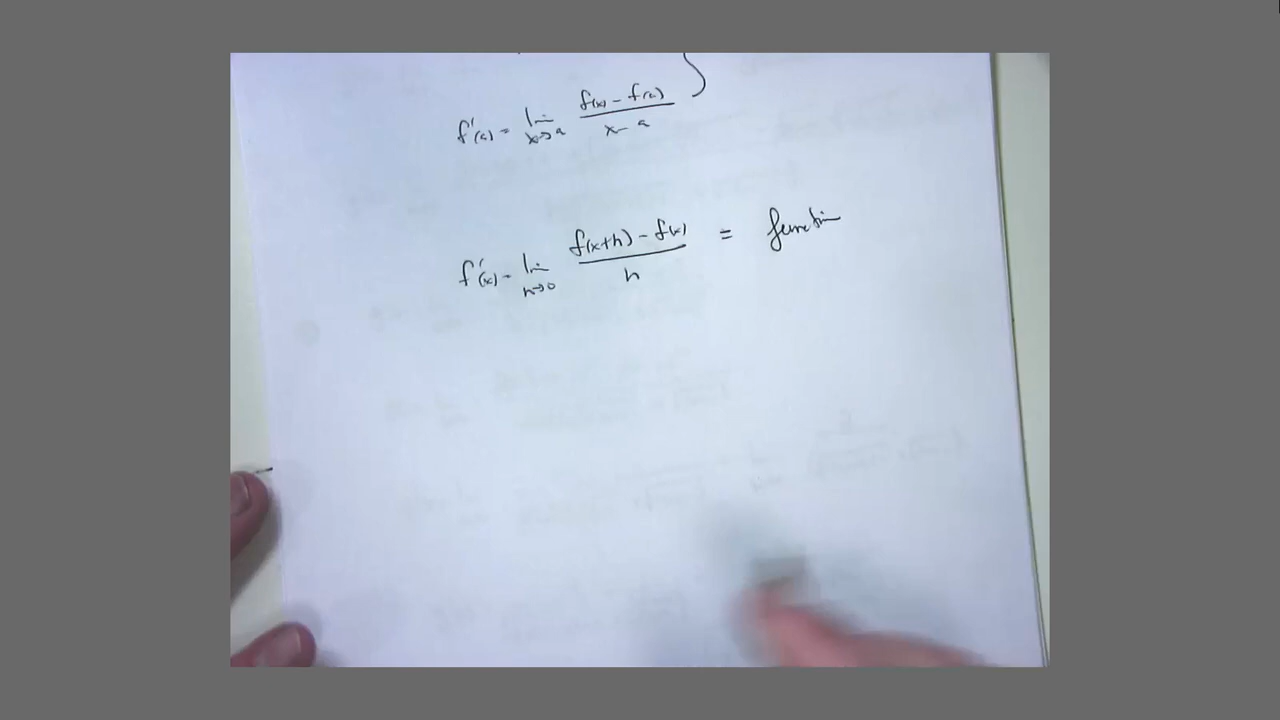 f'(a) = lim x→a f(x) - f(a) / x - a
f'(x) = lim h→0 f(x+h) - f(x) / h = function